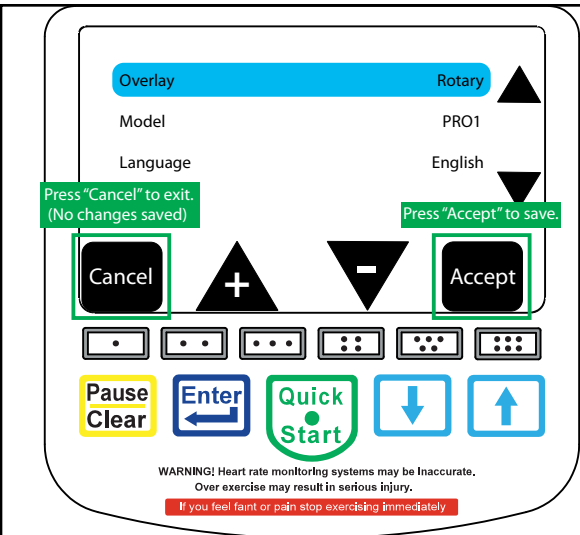 Overlay Rotary
Model PRO1
Language English
Press “Cancel” to exit.
(No changes saved)
Press “Accept” to save.
Cancel + - Accept
Pause
Clear
Enter
Quick
Start
WARNING! Heart rate monitoring systems may be inaccurate.
Over exercise may result in serious injury.
If you feel faint or pain stop exercising immediately